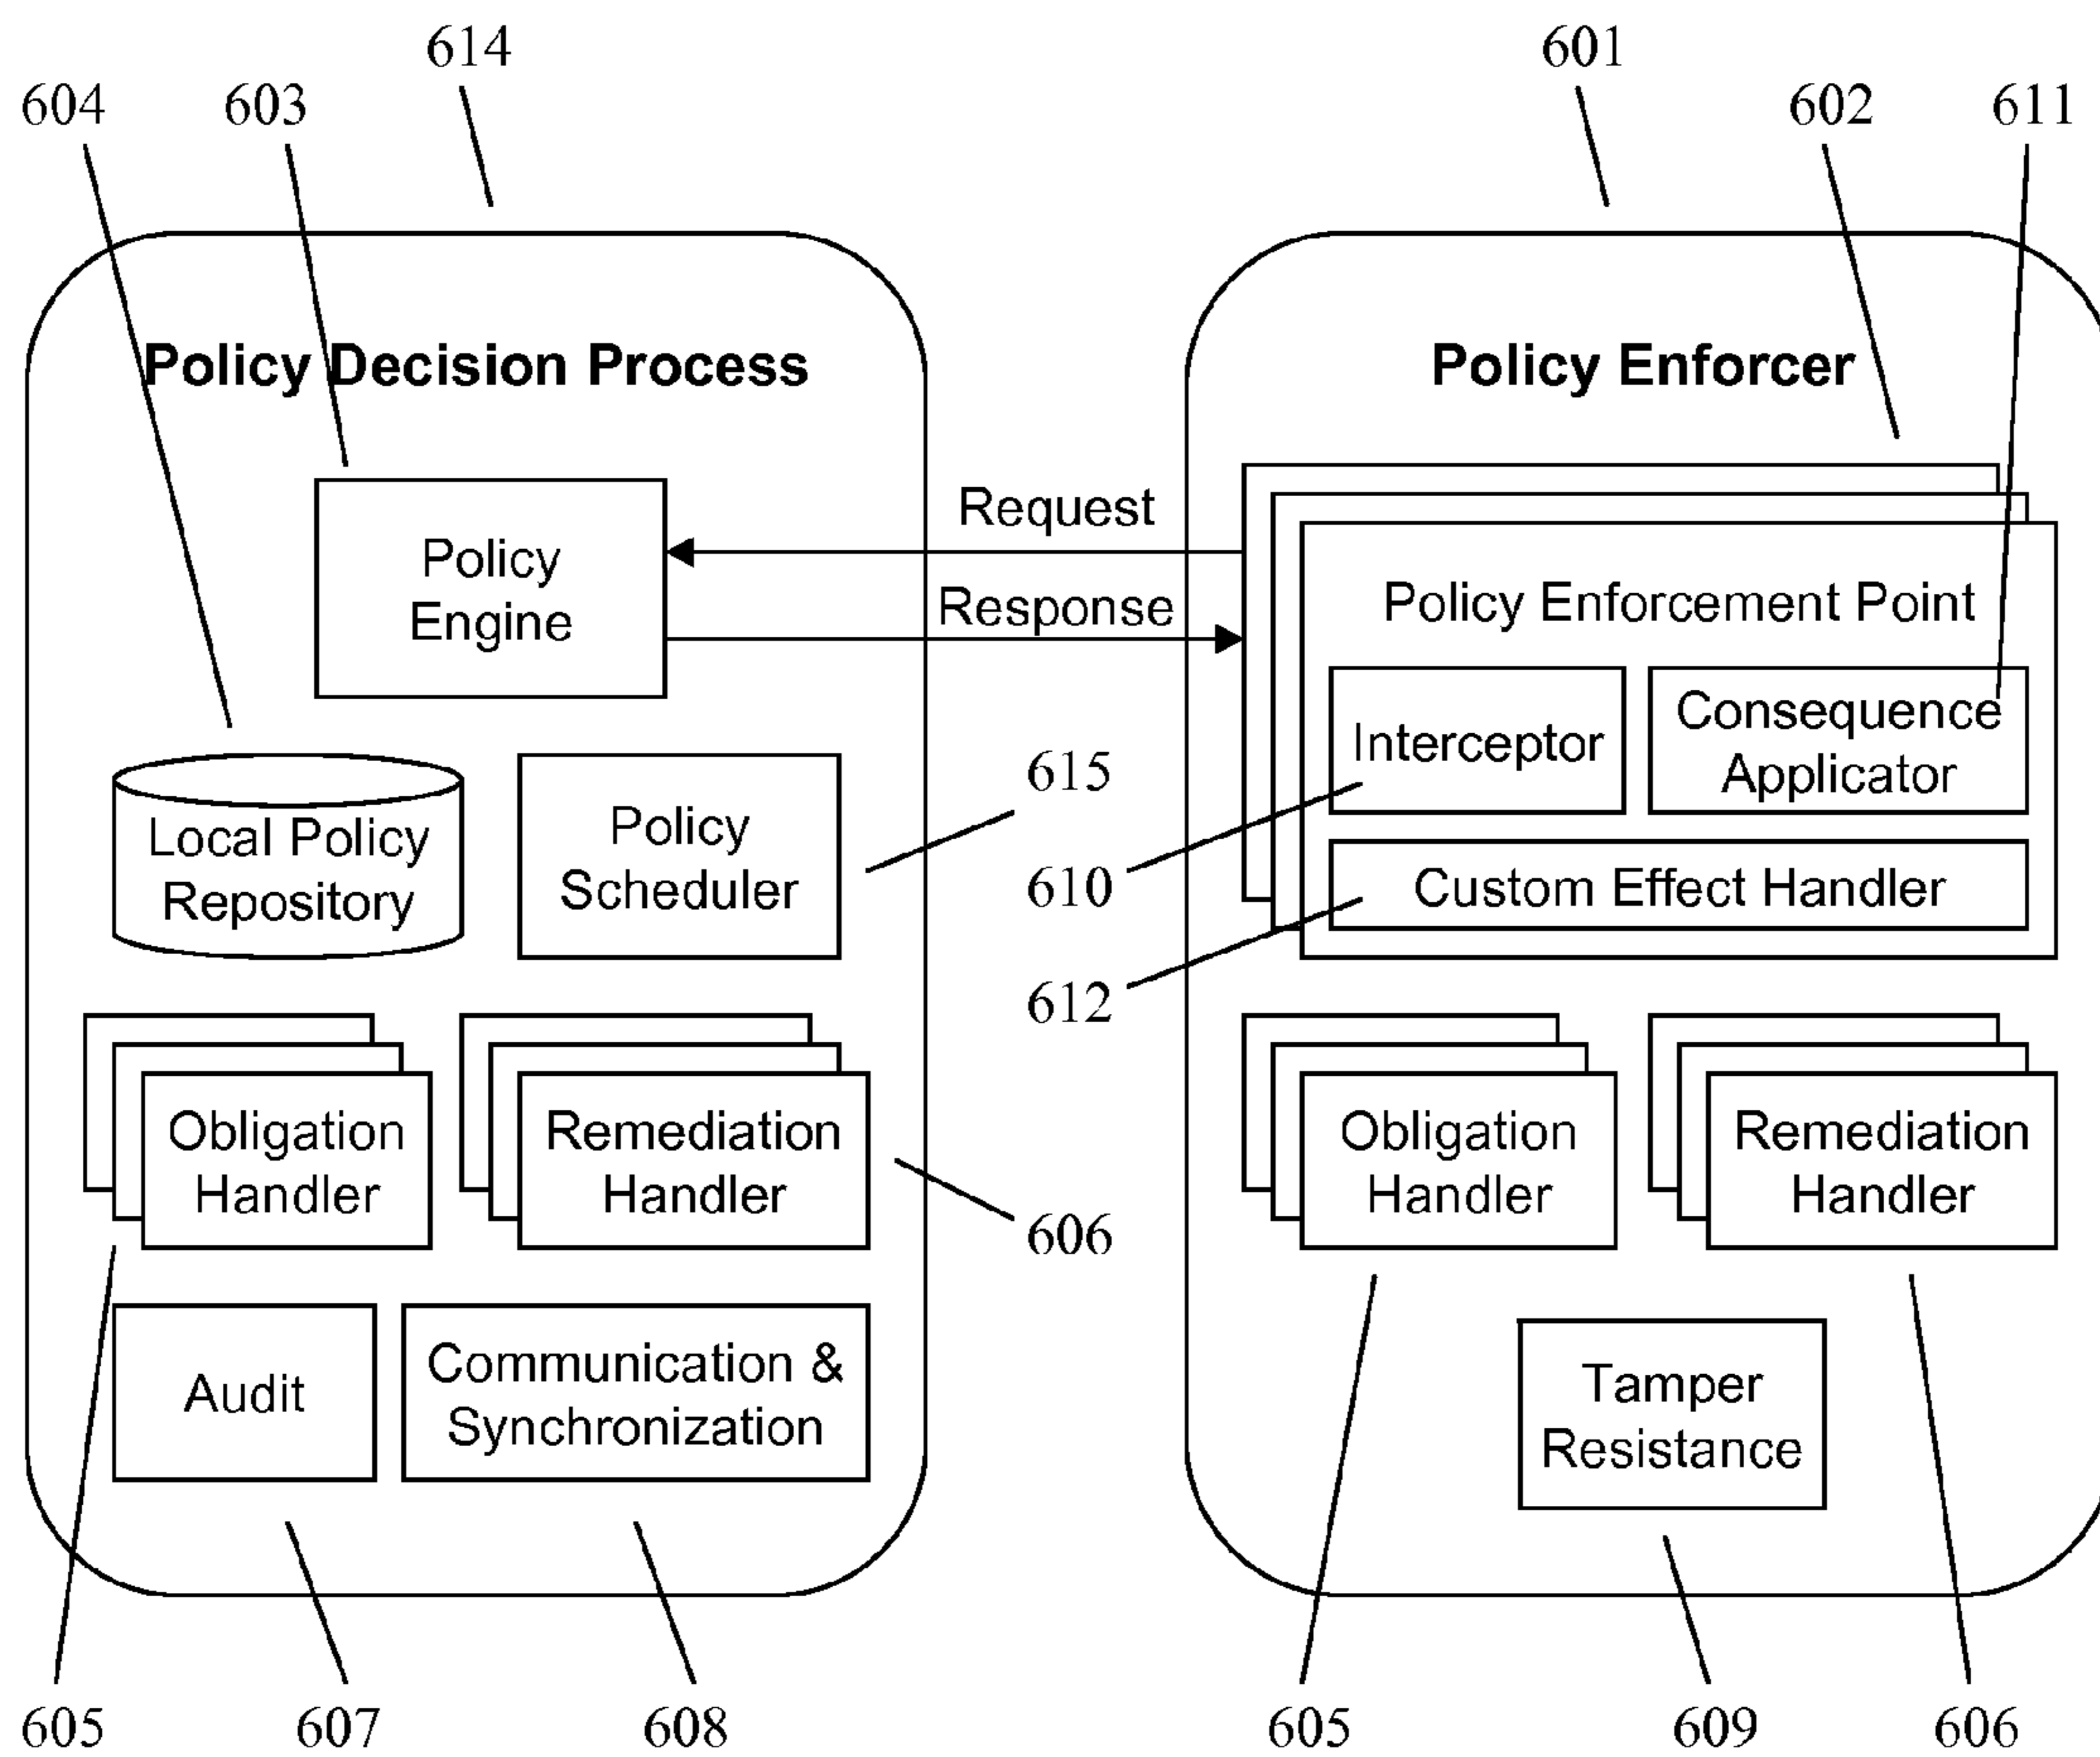 614
601
604
603
602
611
Policy Decision Process
Policy Enforcer
Policy
Engine
Request
Response
Policy Enforcement Point
Interceptor
Consequence
Applicator
Custom Effect Handler
Local Policy
Repository
Policy
Scheduler
615
610
612
Obligation
Handler
Remediation
Handler
606
Obligation
Handler
Remediation
Handler
Audit
Communication &
Synchronization
Tamper
Resistance
605
607
608
605
609
606